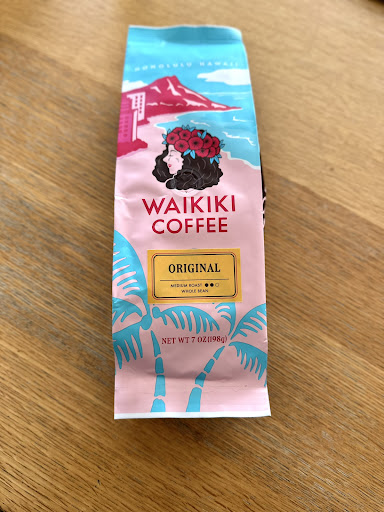 HONOLULU HAWAII
WAIKIKI
COFFEE
ORIGINAL
MEDIUM ROAST
WHOLE BEAN
NET WT 7 OZ (198g)